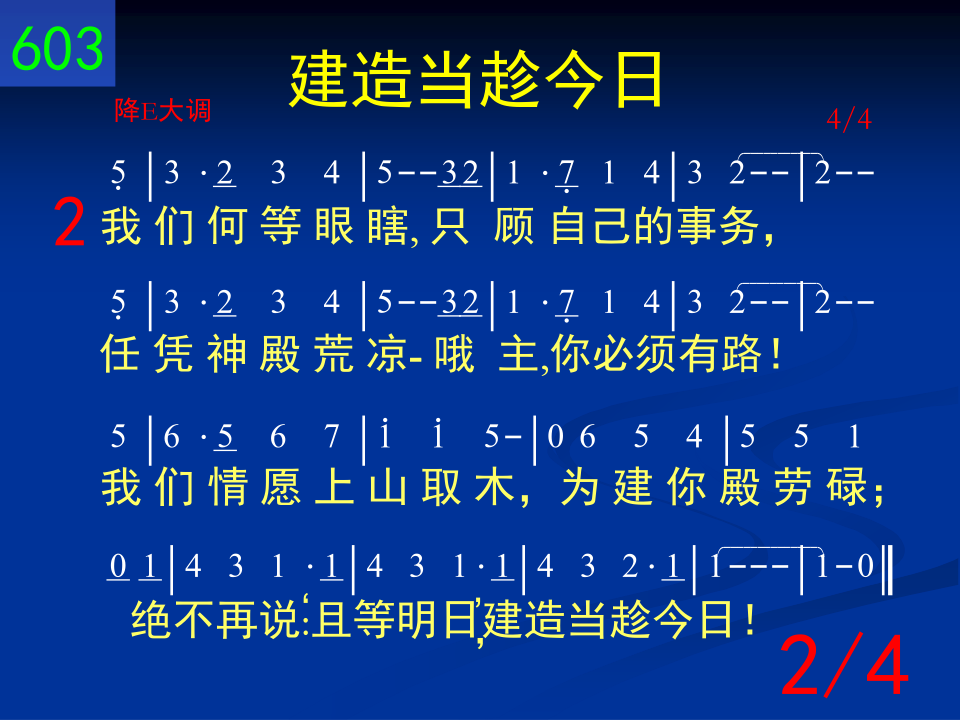 603
建造当趁今日
降E大调
4/4
5̣ |3 ·2̲ 3 4 |5--3̲2̲|1 ·7̲̣ 1 4|3 2--|2--
2
我 们 何 等 眼 瞎, 只 顾 自己的事务，
5̣ |3 ·2̲ 3 4 |5--3̲2̲|1 ·7̲̣ 1 4|3 2--|2--
任 凭 神 殿 荒 凉- 哦 主,你必须有路！
5 |6 ·5̲ 6 7 |1̇ 1̇ 5-|0 6 5 4 |5 5 1
我 们 情 愿 上 山 取 木，为 建 你 殿 劳 碌；
0̲ 1̲|4 3 1 ·1̲|4 3 1·1̲|4 3 2·1̲|1---|1-0‖
绝不再说:‘且等明日’,建造当趁今日！
2/4